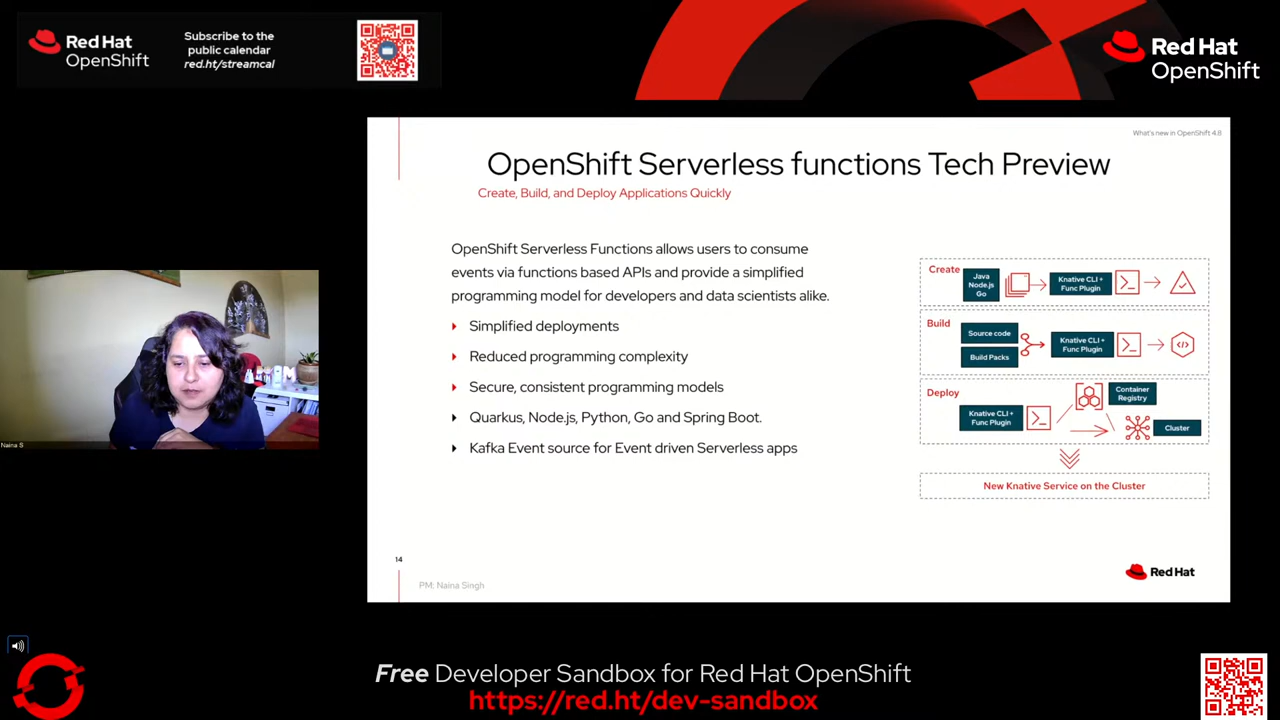 Red Hat
OpenShift
Subscribe to the
public calendar
red.ht/streamcal
Red Hat
OpenShift
What's new in OpenShift 4.8
OpenShift Serverless functions Tech Preview
Create, Build, and Deploy Applications Quickly
OpenShift Serverless Functions allows users to consume
events via functions based APIs and provide a simplified
programming model for developers and data scientists alike.
Simplified deployments
Reduced programming complexity
Secure, consistent programming models
Quarkus, Node.js, Python, Go and Spring Boot.
Kafka Event source for Event driven Serverless apps
Create
Java
Node.js
Go
Knative CLI +
Func Plugin
Build
Source code
Build Packs
Knative CLI +
Func Plugin
Deploy
Knative CLI +
Func Plugin
Container
Registry
Cluster
New Knative Service on the Cluster
14
PM: Naina Singh
Red Hat
Naina S
Free Developer Sandbox for Red Hat OpenShift
https://red.ht/dev-sandbox